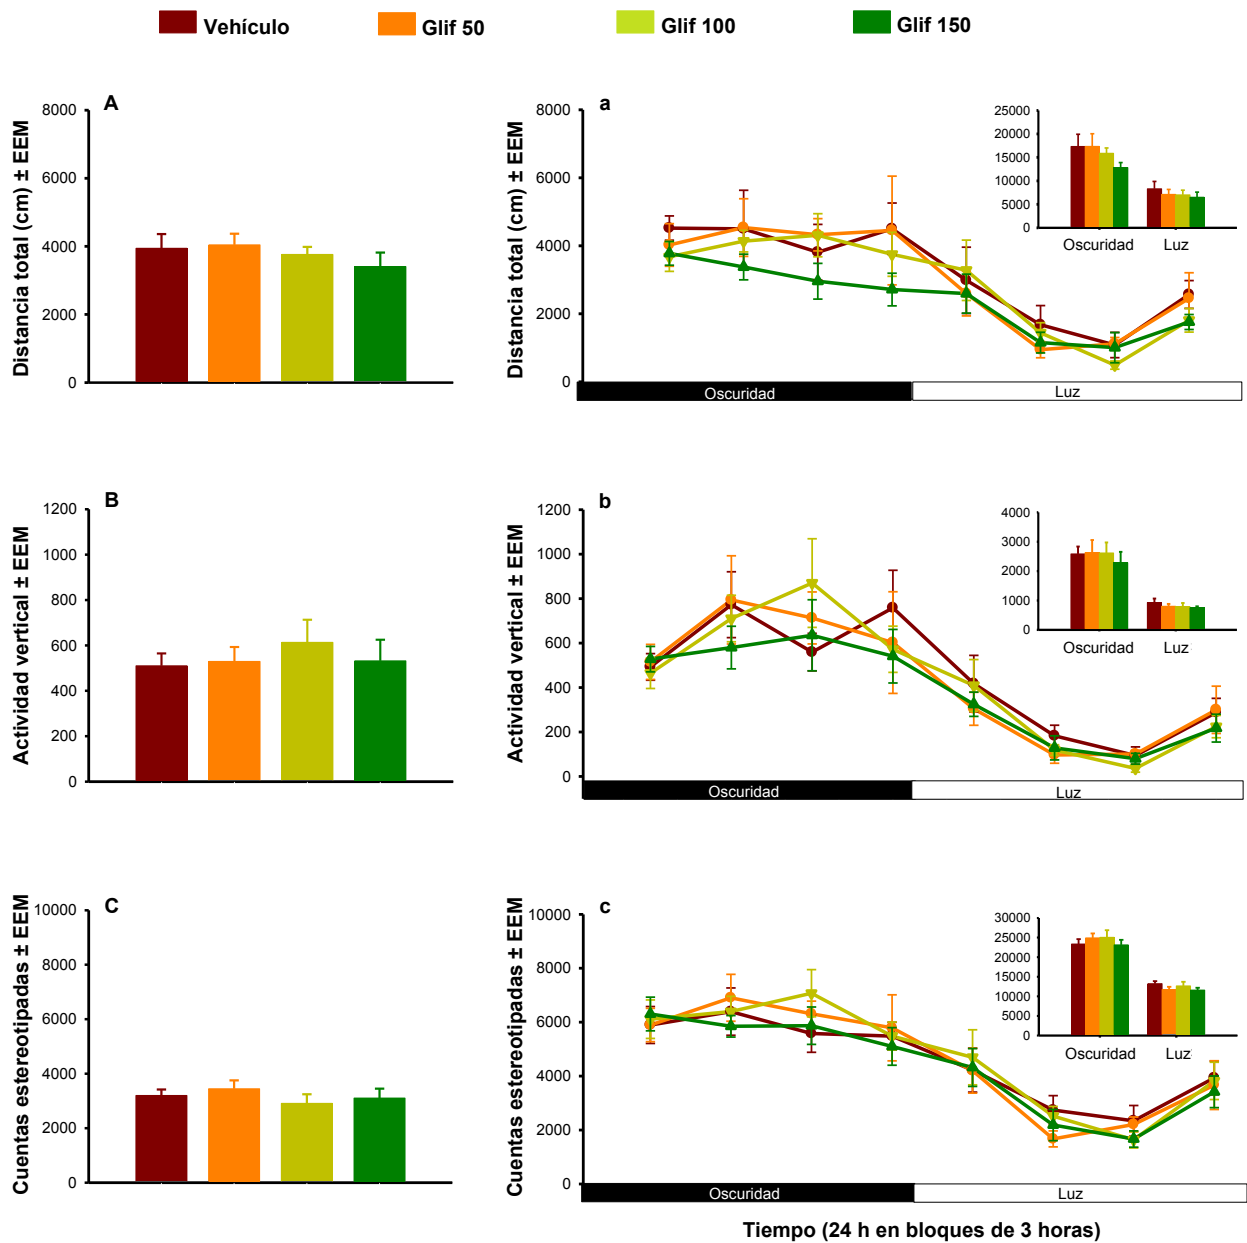 Vehículo
Glif 50
Glif 100
Glif 150
A
Distancia total (cm) ± EEM
8000
6000
4000
2000
0
a
Distancia total (cm) ± EEM
8000
6000
4000
2000
0
Oscuridad
Luz
25000
20000
15000
10000
5000
0
Oscuridad
Luz
B
Actividad vertical ± EEM
1200
1000
800
600
400
200
0
b
Actividad vertical ± EEM
1200
1000
800
600
400
200
0
Oscuridad
Luz
4000
3000
2000
1000
0
Oscuridad
Luz
C
Cuentas estereotipadas ± EEM
10000
8000
6000
4000
2000
0
c
Cuentas estereotipadas ± EEM
10000
8000
6000
4000
2000
0
Oscuridad
Luz
30000
25000
20000
15000
10000
5000
0
Oscuridad
Luz
Tiempo (24 h en bloques de 3 horas)